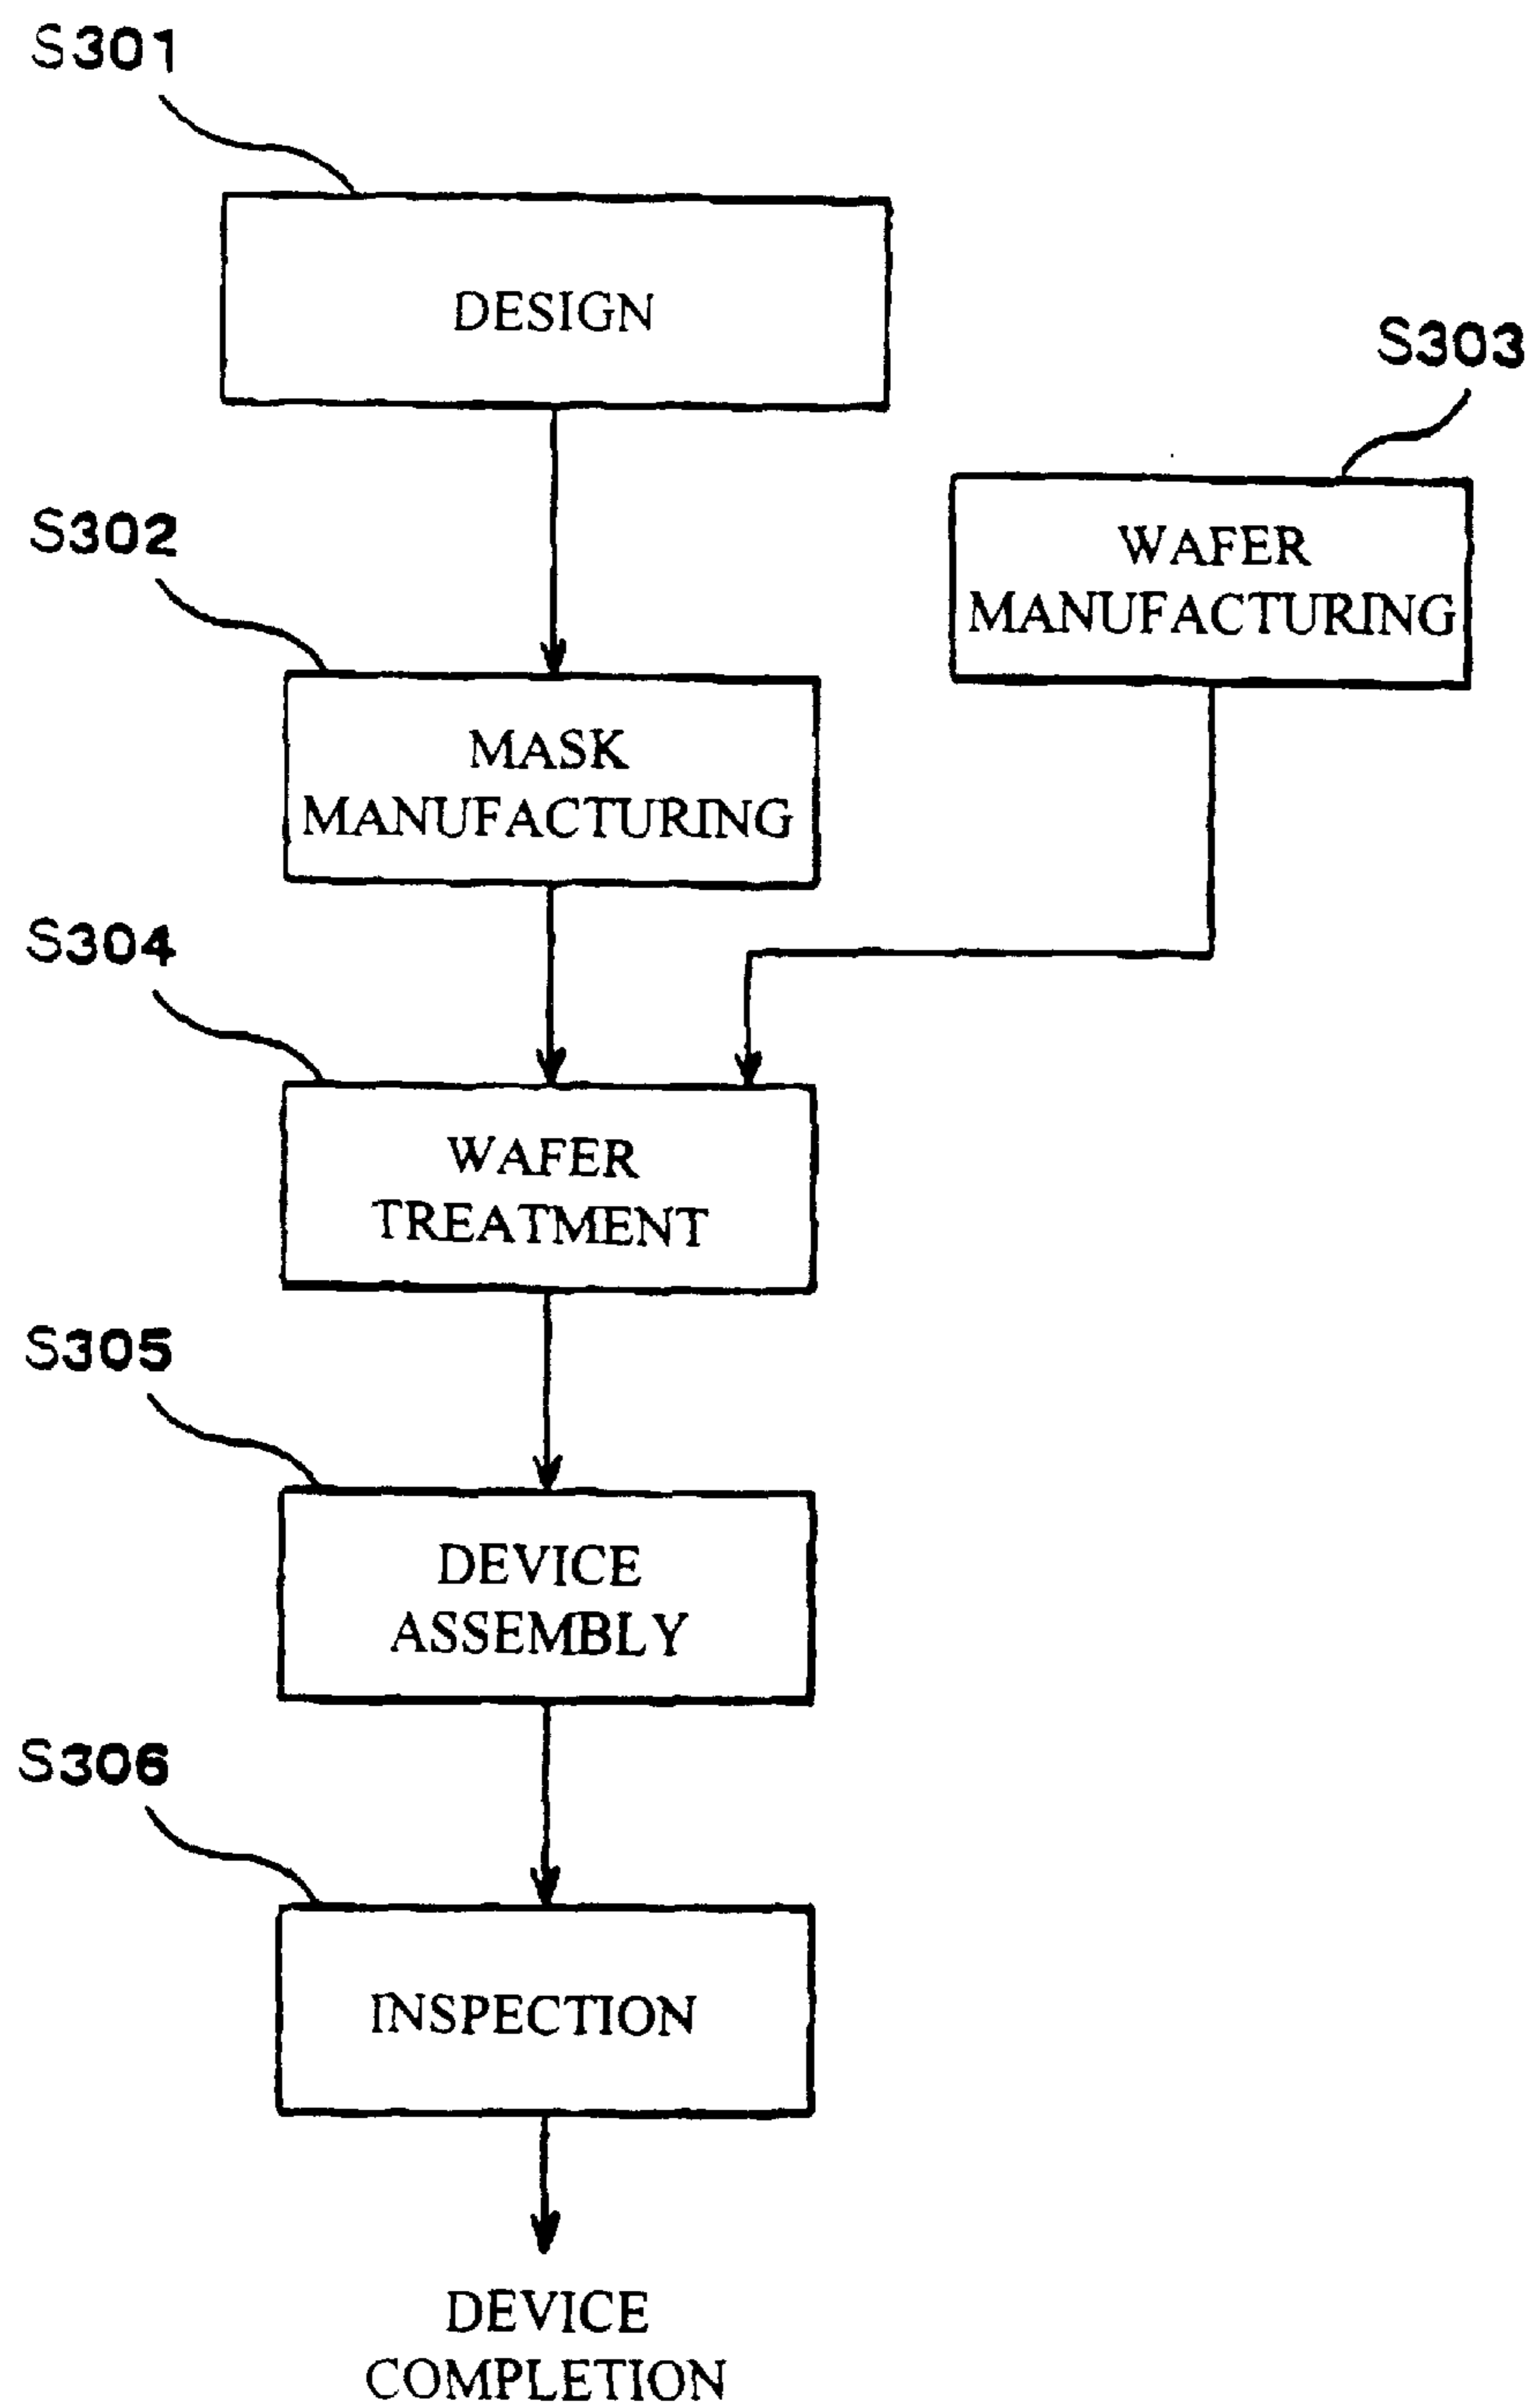 S301
DESIGN
S303
WAFER
MANUFACTURING
S302
MASK
MANUFACTURING
S304
WAFER
TREATMENT
S305
DEVICE
ASSEMBLY
S306
INSPECTION
DEVICE
COMPLETION